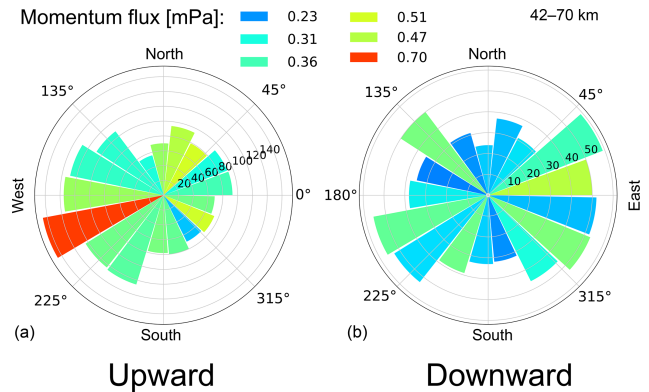 Momentum flux [mPa]:
0.23
0.31
0.36
0.51
0.47
0.70
42–70 km
North
135°
45°
West
20 40 60 80 100 120 140
0°
225°
315°
(a)
South
Upward
North
135°
45°
180°
10 20 30 40 50
East
225°
315°
(b)
South
Downward